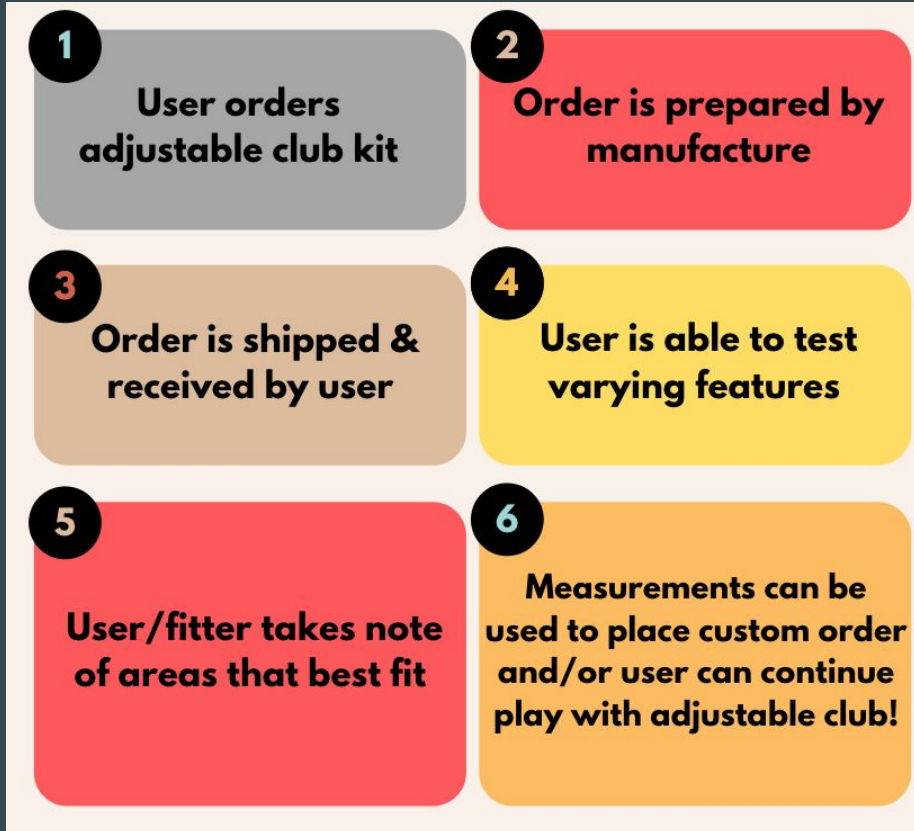 1
User orders
adjustable club kit
2
Order is prepared by
manufacture
3
Order is shipped &
received by user
4
User is able to test
varying features
5
User/fitter takes note
of areas that best fit
6
Measurements can be
used to place custom order
and/or user can continue
play with adjustable club!